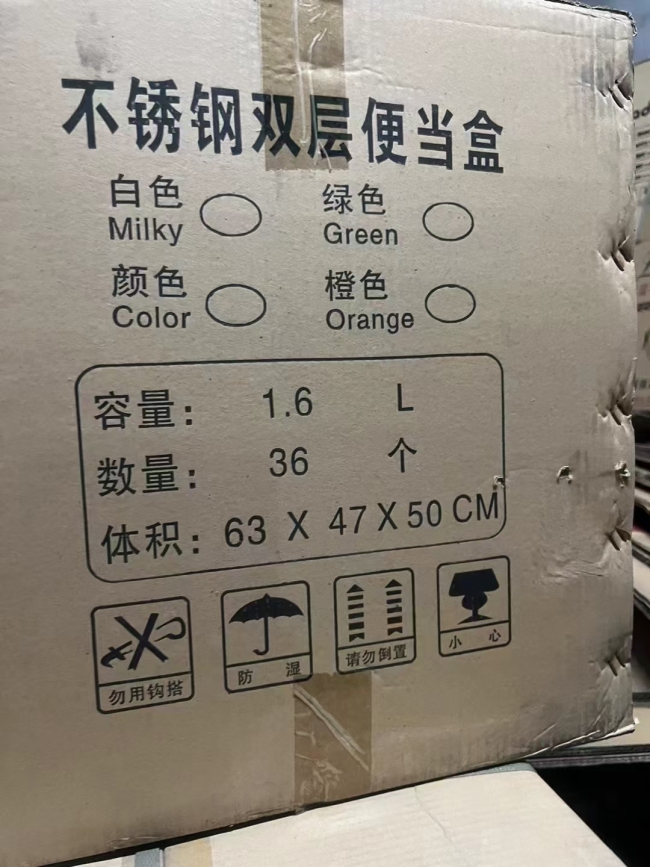 不锈钢双层便当盒
白色 绿色
Milky Green
颜色 橙色
Color Orange
容量: 1.6 L
数量: 36 个
体积: 63 X 47 X 50 CM
勿用钩搭 防湿 请勿倒置 小心